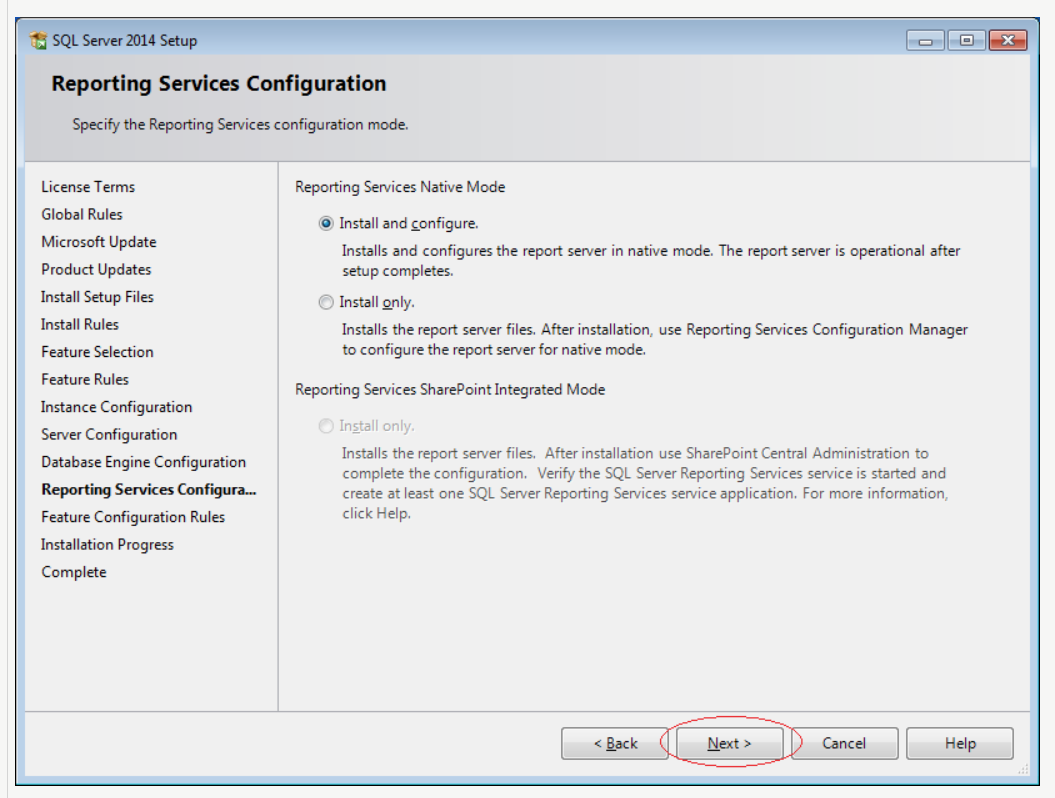 SQL Server 2014 Setup
Reporting Services Configuration
Specify the Reporting Services configuration mode.
License Terms
Global Rules
Microsoft Update
Product Updates
Install Setup Files
Install Rules
Feature Selection
Feature Rules
Instance Configuration
Server Configuration
Database Engine Configuration
Reporting Services Configura...
Feature Configuration Rules
Installation Progress
Complete
Reporting Services Native Mode
Install and configure.
Installs and configures the report server in native mode. The report server is operational after
setup completes.
Install only.
Installs the report server files. After installation, use Reporting Services Configuration Manager
to configure the report server for native mode.
Reporting Services SharePoint Integrated Mode
Install only.
Installs the report server files.  After installation use SharePoint Central Administration to
complete the configuration.  Verify the SQL Server Reporting Services service is started and
create at least one SQL Server Reporting Services service application. For more information,
click Help.
< Back
Next >
Cancel
Help